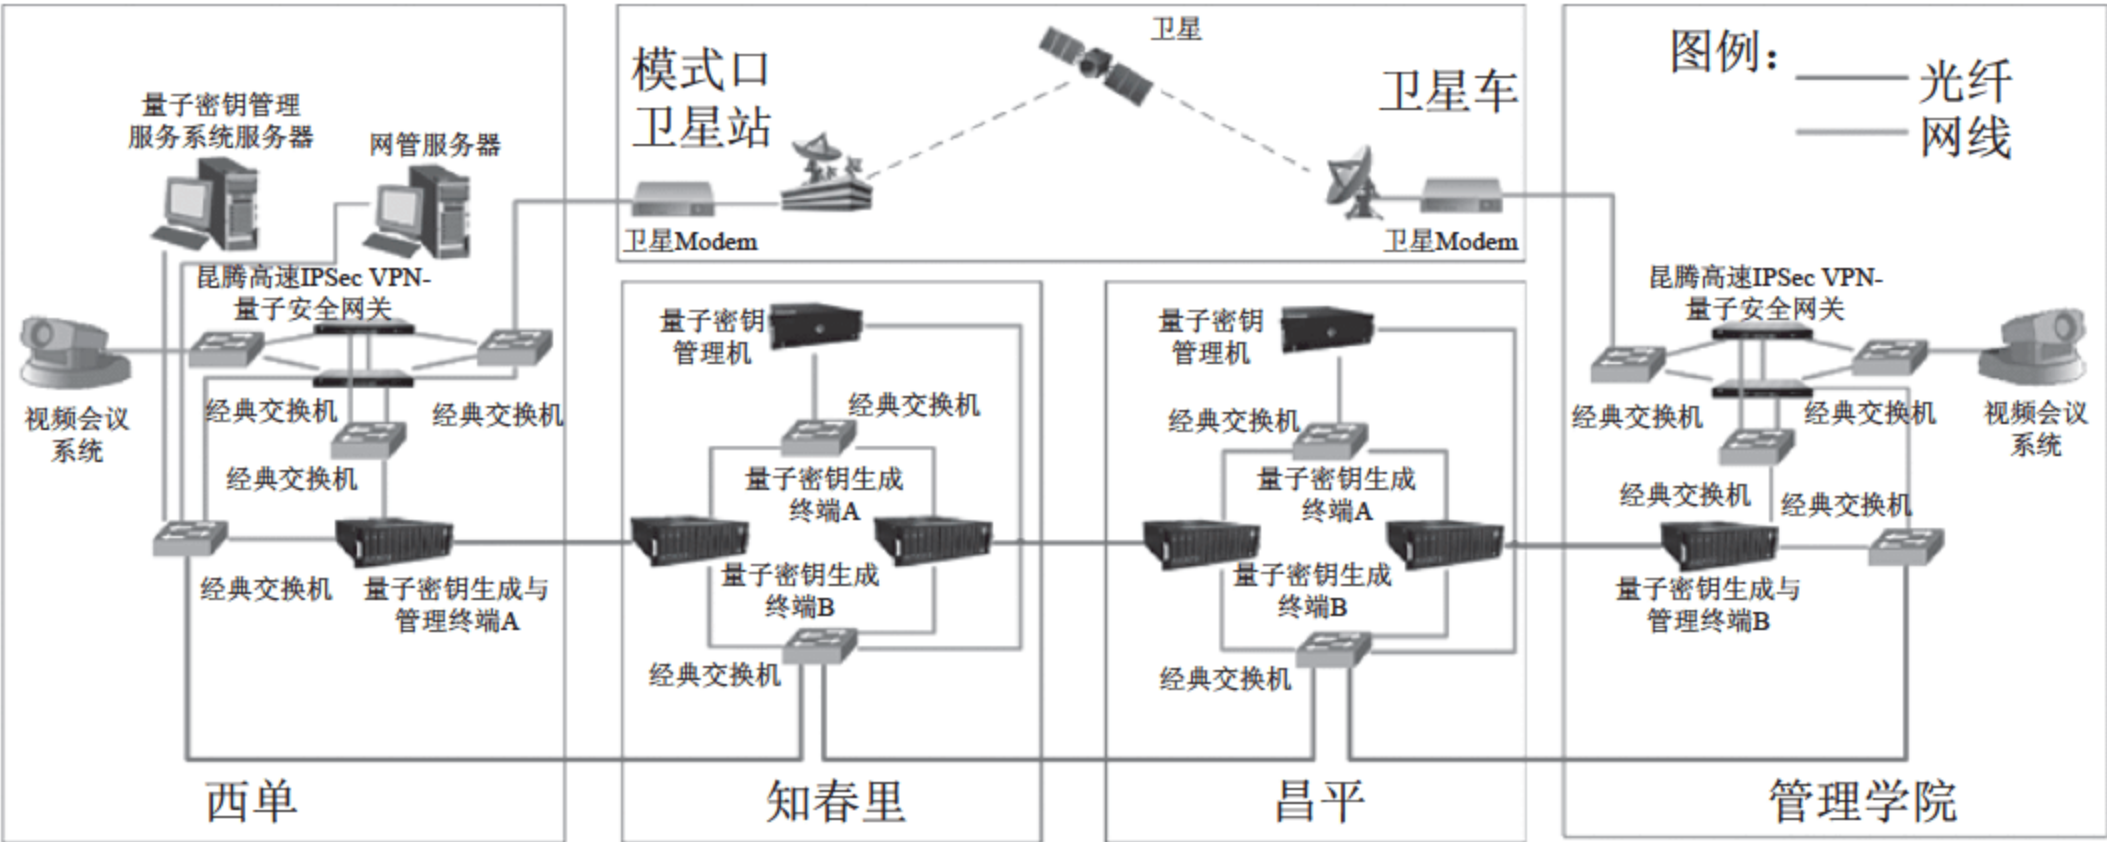 量子密钥管理
服务系统服务器
网管服务器
昆腾高速IPSec VPN-
量子安全网关
视频会议
系统
经典交换机
经典交换机
经典交换机
经典交换机
量子密钥生成与
管理终端A
西单
模式口
卫星站
卫星
卫星车
卫星Modem
卫星Modem
量子密钥
管理机
经典交换机
量子密钥生成
终端A
量子密钥生成
终端B
经典交换机
知春里
量子密钥
管理机
经典交换机
量子密钥生成
终端A
量子密钥生成
终端B
经典交换机
昌平
图例：
光纤
网线
昆腾高速IPSec VPN-
量子安全网关
经典交换机
经典交换机
视频会议
系统
经典交换机
经典交换机
量子密钥生成与
管理终端B
管理学院